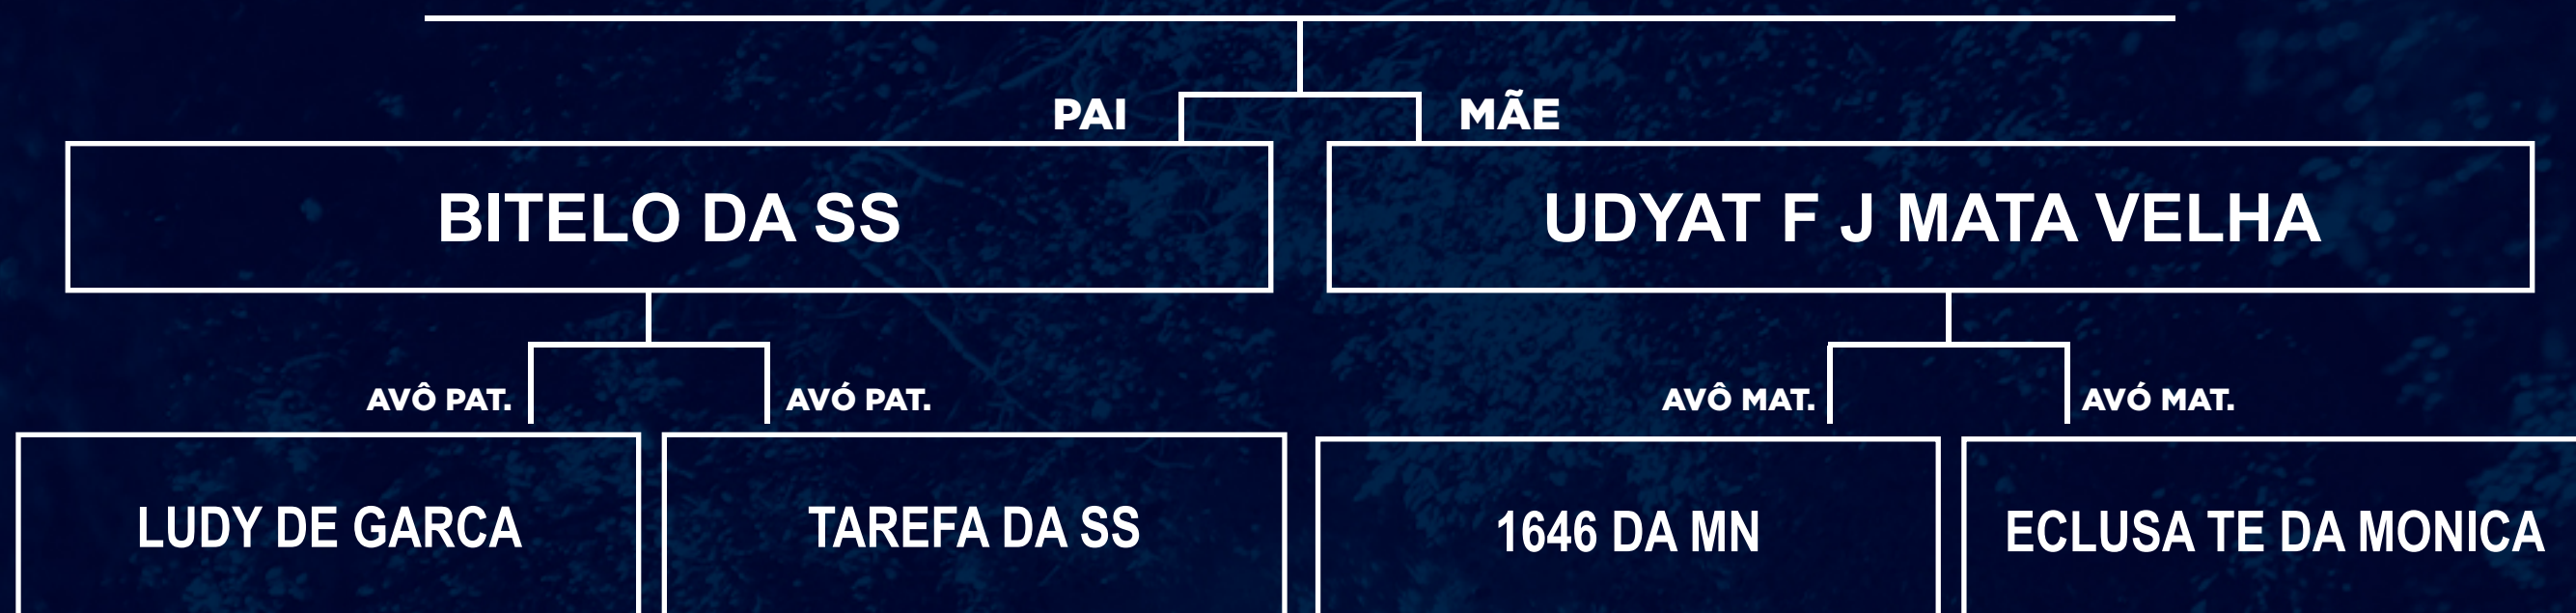 PAI
MÃE
BITELO DA SS
UDYAT F J MATA VELHA
AVÔ PAT.
AVÓ PAT.
AVÔ MAT.
AVÓ MAT.
LUDY DE GARCA
TAREFA DA SS
1646 DA MN
ECLUSA TE DA MONICA